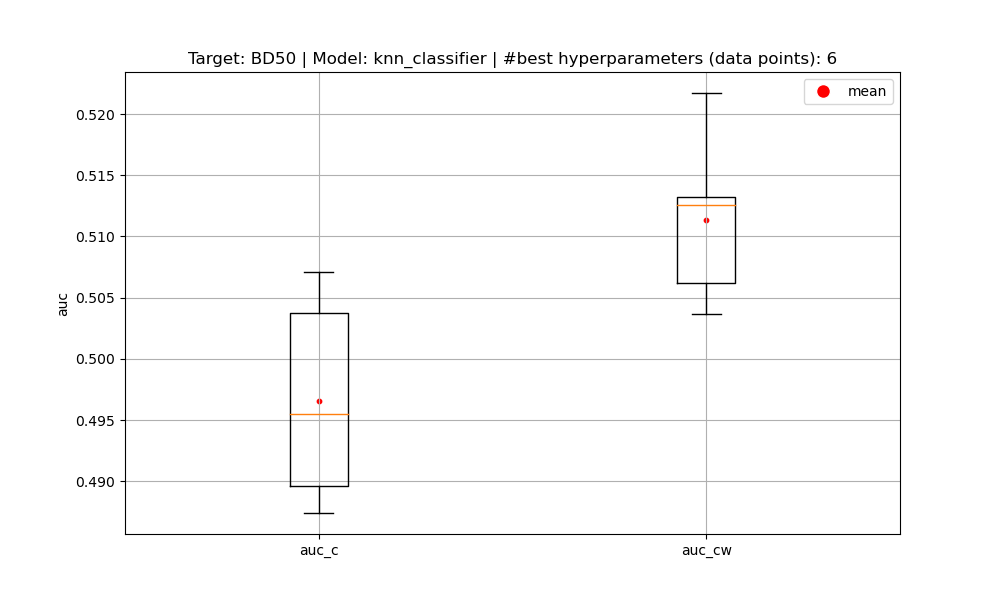 Target: BD50 | Model: knn_classifier | #best hyperparameters (data points): 6
mean
0.520
0.515
0.510
0.505
0.500
0.495
0.490
auc
auc_c
auc_cw